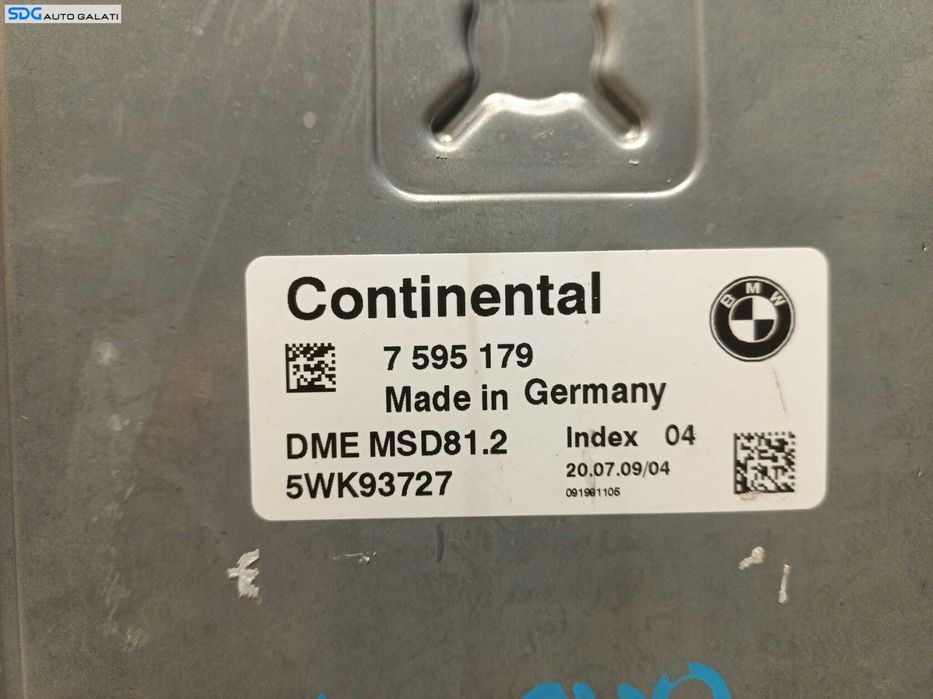 SDG AUTO GALATI
Continental
BMW
7 595 179
Made in Germany
DME MSD81.2
Index 04
5WK93727
20.07.09/04
091981105